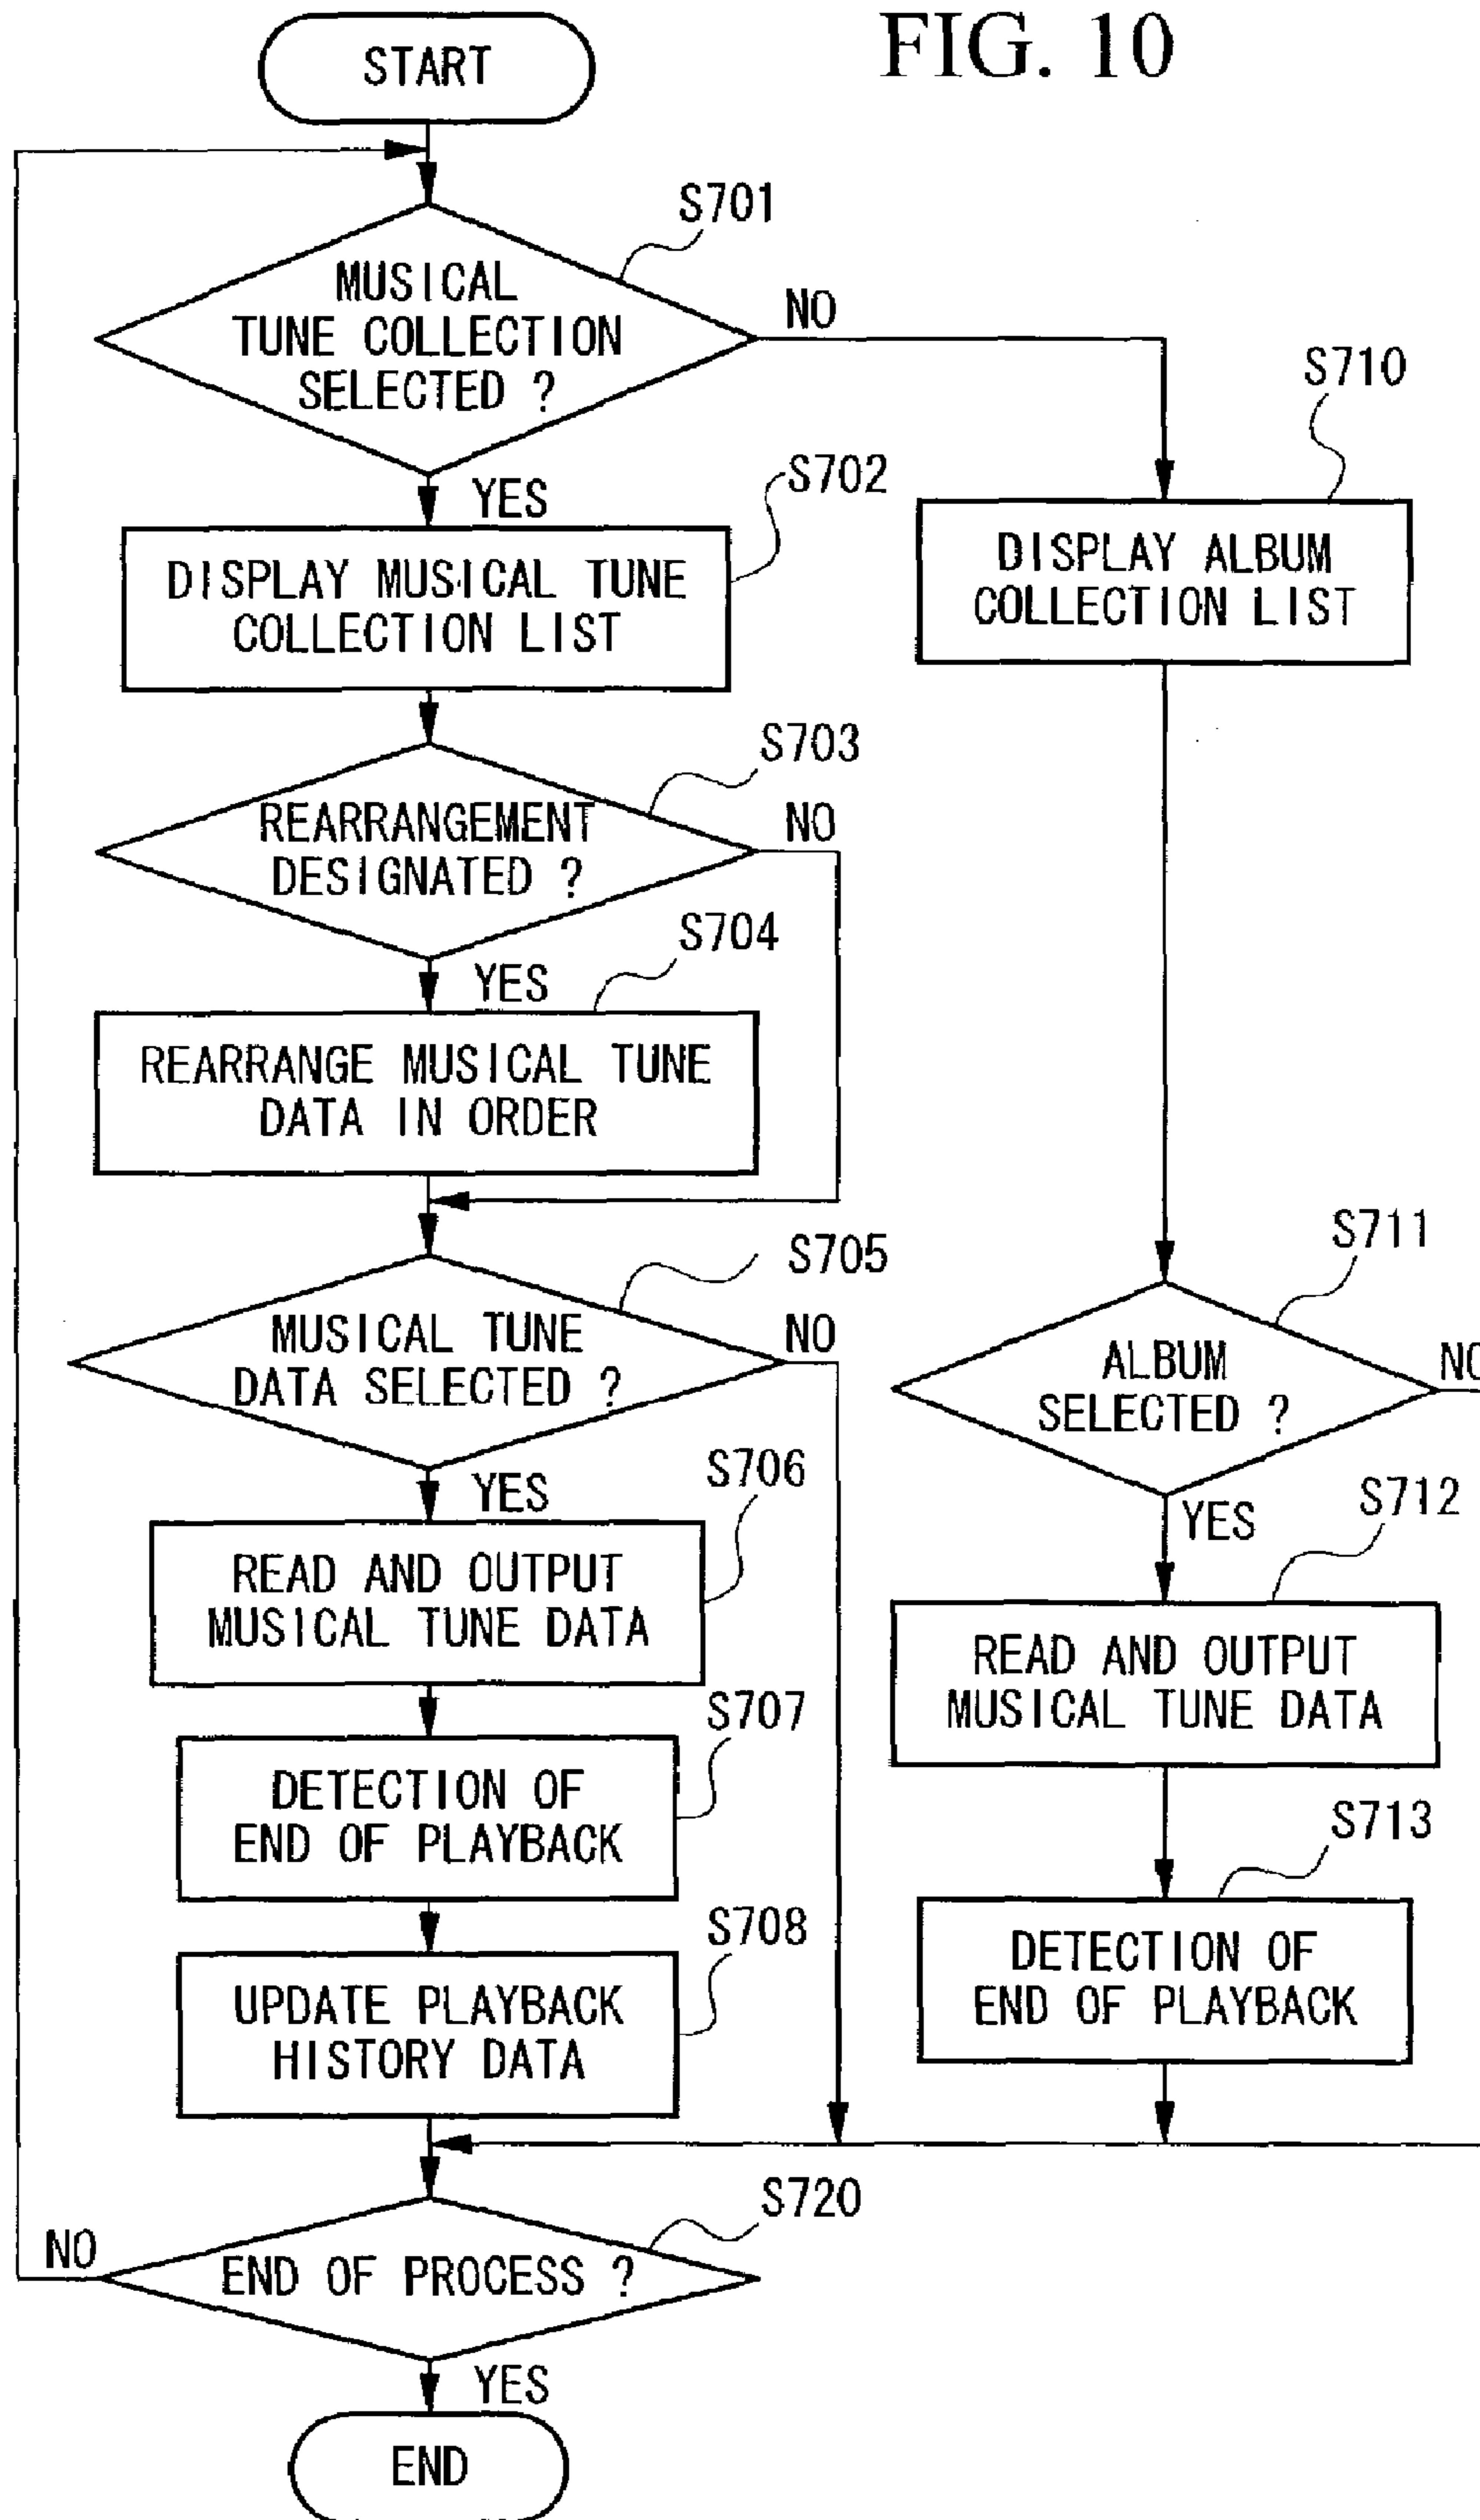 FIG. 10
START
S701
MUSICAL
TUNE COLLECTION
SELECTED ?
NO
YES
S702
DISPLAY MUSICAL TUNE
COLLECTION LIST
S703
REARRANGEMENT
DESIGNATED ?
NO
YES
S704
REARRANGE MUSICAL TUNE
DATA IN ORDER
S705
MUSICAL TUNE
DATA SELECTED ?
NO
YES
S706
READ AND OUTPUT
MUSICAL TUNE DATA
S707
DETECTION OF
END OF PLAYBACK
S708
UPDATE PLAYBACK
HISTORY DATA
S710
DISPLAY ALBUM
COLLECTION LIST
S711
ALBUM
SELECTED ?
NO
YES
S712
READ AND OUTPUT
MUSICAL TUNE DATA
S713
DETECTION OF
END OF PLAYBACK
S720
END OF PROCESS ?
NO
YES
END